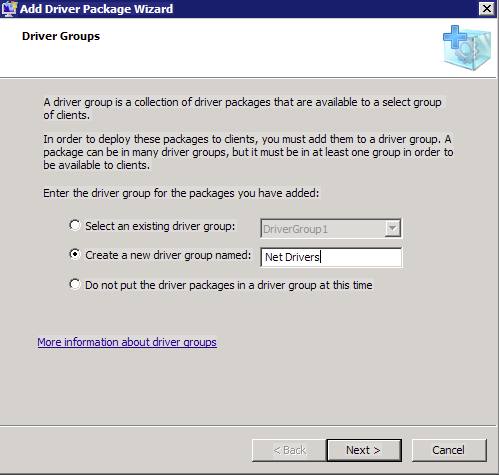 Add Driver Package Wizard
Driver Groups
A driver group is a collection of driver packages that are available to a select group
of clients.
In order to deploy these packages to clients, you must add them to a driver group. A
package can be in many driver groups, but it must be in at least one group in order to
be available to clients.
Enter the driver group for the packages you have added:
Select an existing driver group: DriverGroup1
Create a new driver group named: Net Drivers
Do not put the driver packages in a driver group at this time
More information about driver groups
< Back Next > Cancel